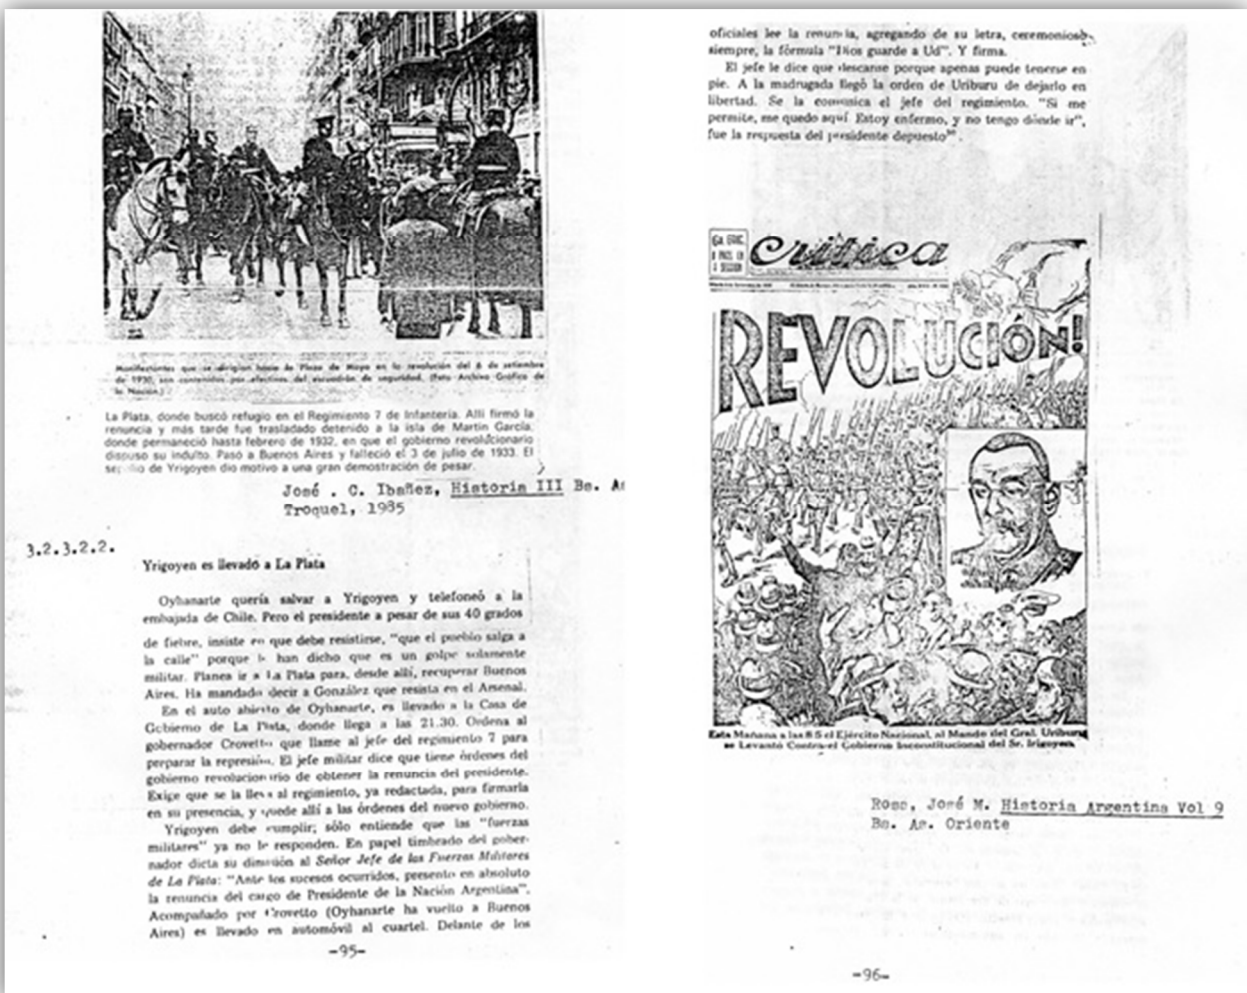 Manifestantes que se dirigían hacia la Plaza de Mayo en la revolución del 6 de setiembre
de 1930, son contenidos por efectivos del escuadrón de seguridad. (Foto Archivo Gráfico de
la Nación.)
La Plata, donde buscó refugio en el Regimiento 7 de Infantería. Allí firmó la
renuncia y más tarde fue trasladado detenido a la isla de Martín García,
donde permaneció hasta febrero de 1932, en que el gobierno revolucionario
dispuso su indulto. Pasó a Buenos Aires y falleció el 3 de julio de 1933. El
sepelio de Yrigoyen dio motivo a una gran demostración de pesar.
José . C. Ibañez, Historia III Bs. As
Troquel, 1985
3.2.3.2.2.
Yrigoyen es llevado a La Plata
Oyhanarte quería salvar a Yrigoyen y telefoneó a la
embajada de Chile. Pero el presidente a pesar de sus 40 grados
de fiebre, insiste en que debe resistirse, "que el pueblo salga a
la calle" porque le han dicho que es un golpe solamente
militar. Planea ir a La Plata para, desde allí, recuperar Buenos
Aires. Ha mandado decir a González que resista en el Arsenal.
En el auto abierto de Oyhanarte, es llevado a la Casa de
Gobierno de La Plata, donde llega a las 21.30. Ordena al
gobernador Crovetto que llame al jefe del regimiento 7 para
preparar la represión. El jefe militar dice que tiene órdenes del
gobierno revolucionario de obtener la renuncia del presidente.
Exige que se la lleve al regimiento, ya redactada, para firmarla
en su presencia, y quede allí a las órdenes del nuevo gobierno.
Yrigoyen debe cumplir; sólo entiende que las "fuerzas
militares" ya no le responden. En papel timbrado del gober-
nador dicta su dimisión al Señor Jefe de las Fuerzas Militares
de La Plata: "Ante los sucesos ocurridos, presento en absoluto
la renuncia del cargo de Presidente de la Nación Argentina".
Acompañado por Crovetto (Oyhanarte ha vuelto a Buenos
Aires) es llevado en automóvil al cuartel. Delante de los
-95-
oficiales lee la renuncia, agregando de su letra, ceremonioso
siempre, la fórmula "Dios guarde a Ud". Y firma.
El jefe le dice que descanse porque apenas puede tenerse en
pie. A la madrugada llegó la orden de Uriburu de dejarlo en
libertad. Se la comunica el jefe del regimiento. "Si me
permite, me quedo aquí. Estoy enfermo, y no tengo dónde ir",
fue la respuesta del presidente depuesto
6a. EDIC.
crítica
REVOLUCIÓN!
Esta Mañana a las 8.5 el Ejército Nacional, al Mando del Gral. Uriburu
se Levantó Contra el Gobierno Inconstitucional del Sr. Irigoyen
Rosa, José M. Historia Argentina Vol 9
Bs. As. Oriente
-96-